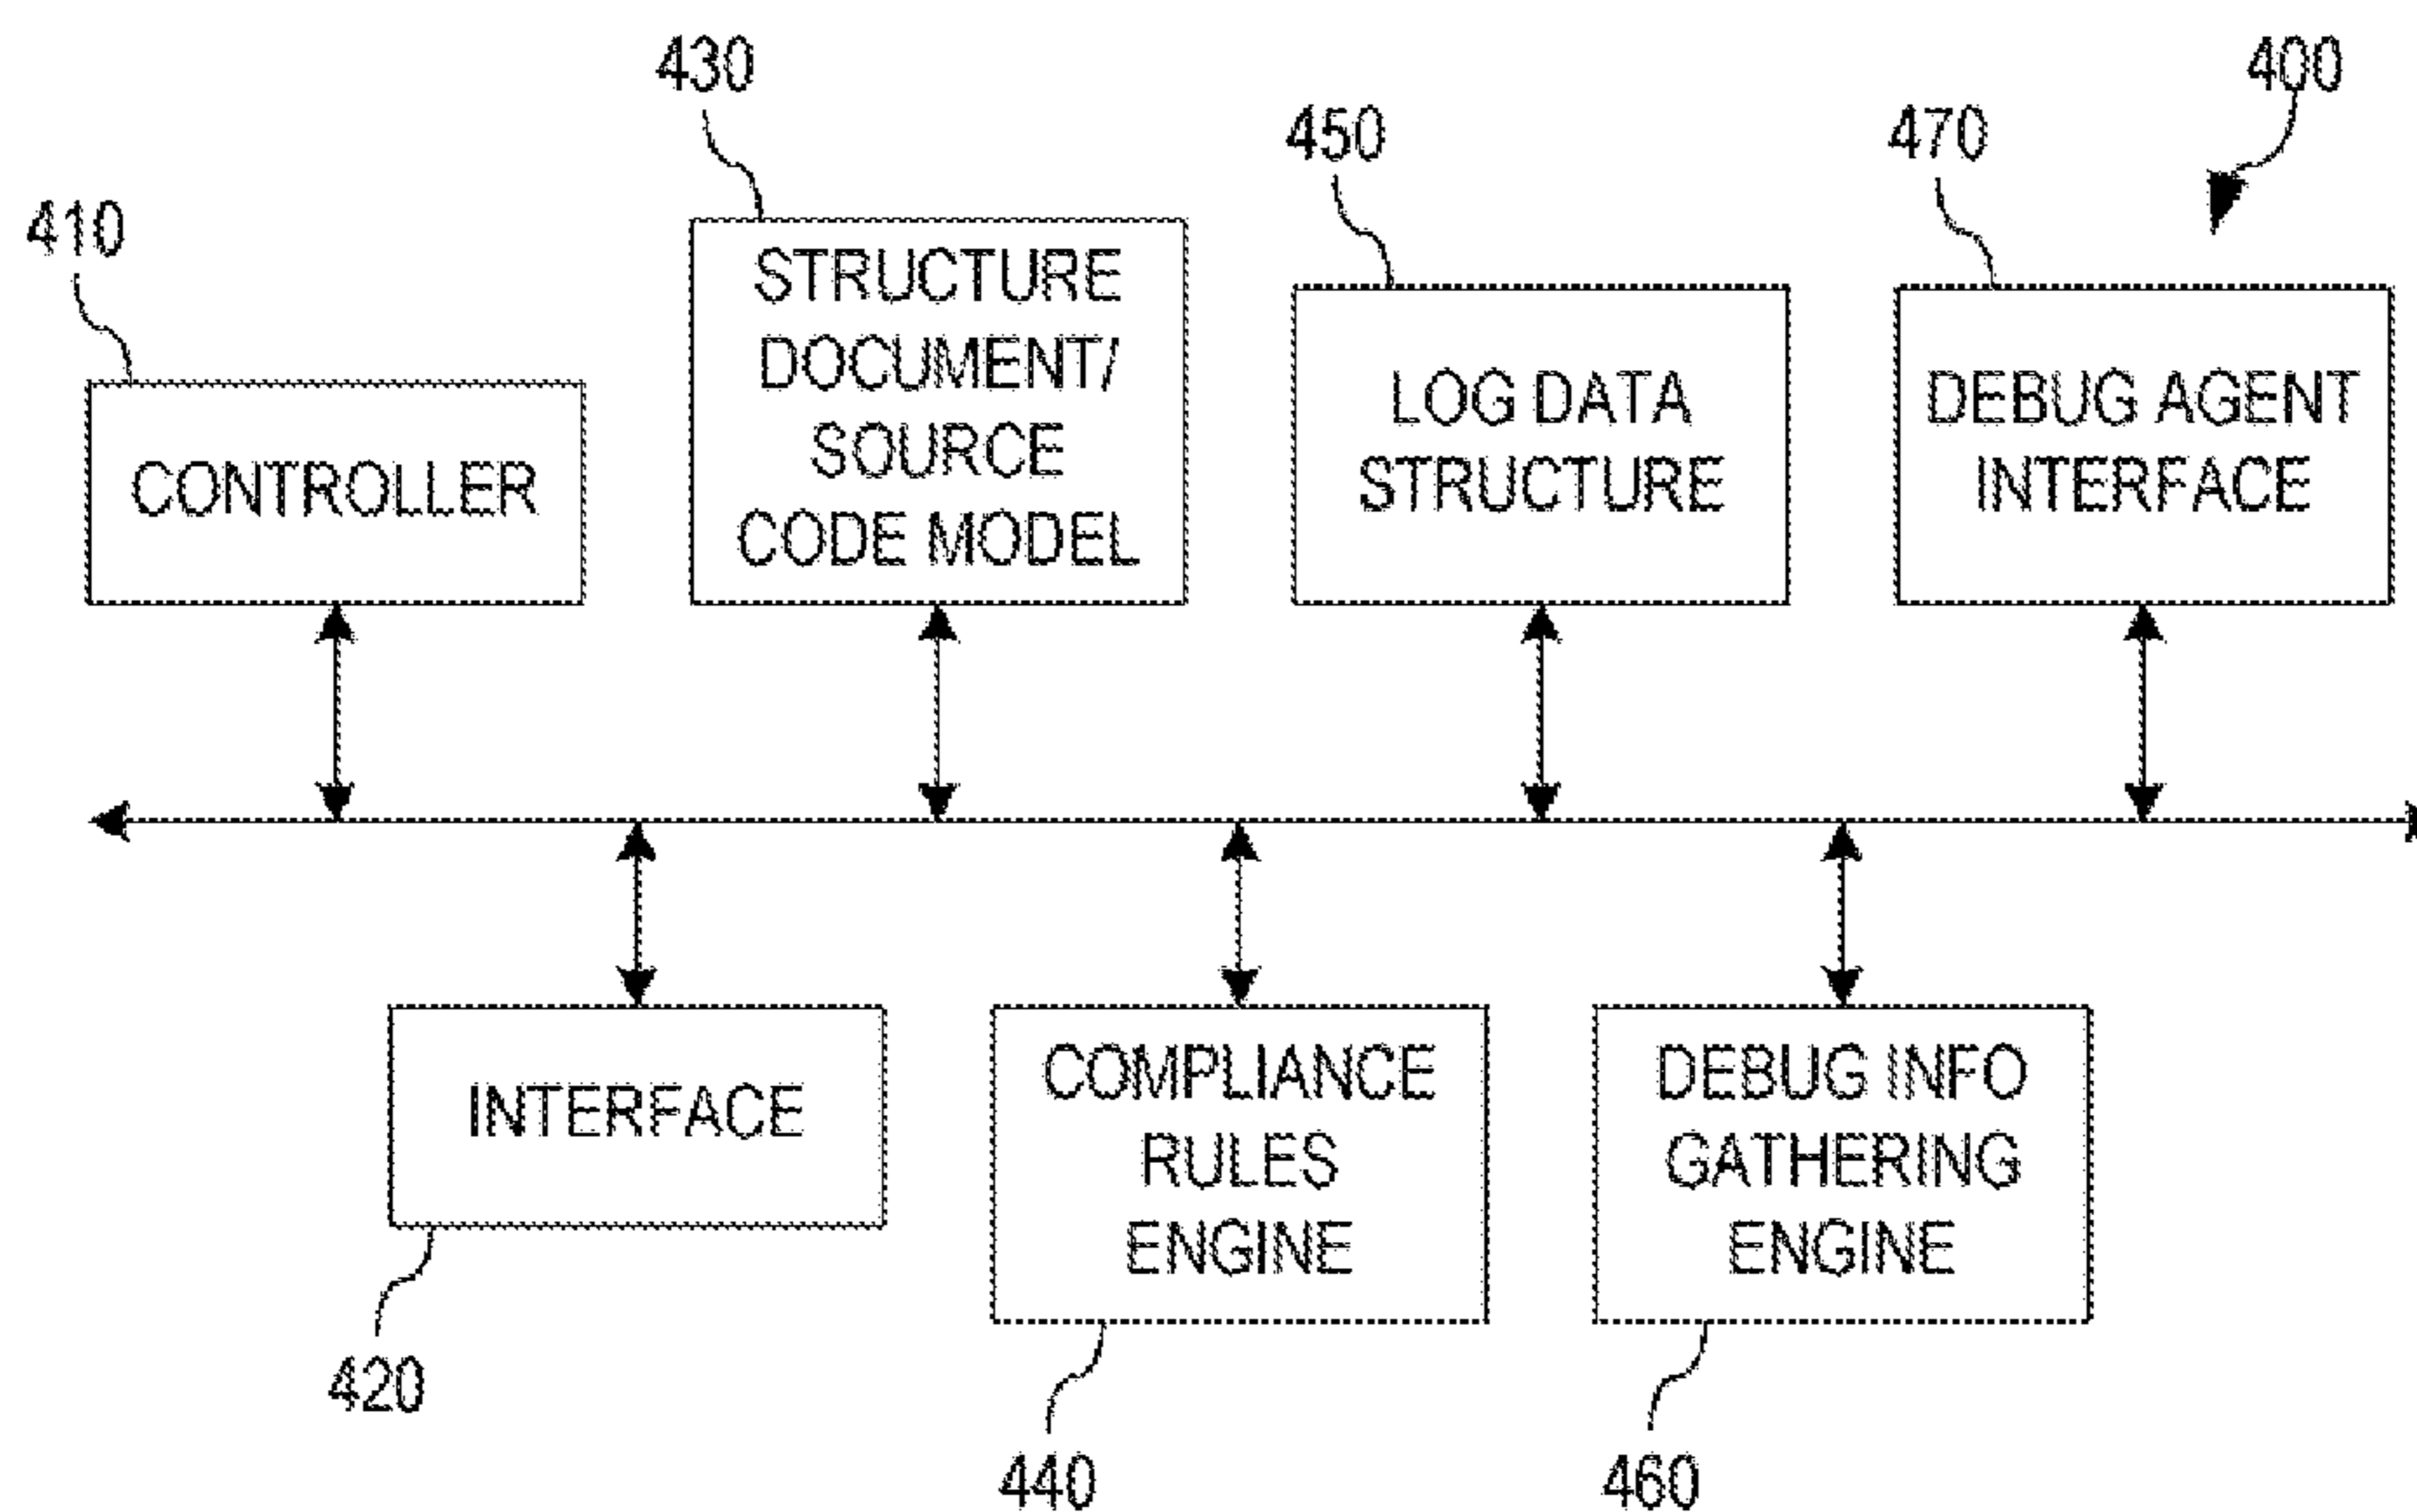 430
400
450
470
410
STRUCTURE
DOCUMENT/
SOURCE
CODE MODEL
LOG DATA
STRUCTURE
DEBUG AGENT
INTERFACE
CONTROLLER
INTERFACE
COMPLIANCE
RULES
ENGINE
DEBUG INFO
GATHERING
ENGINE
420
440
460